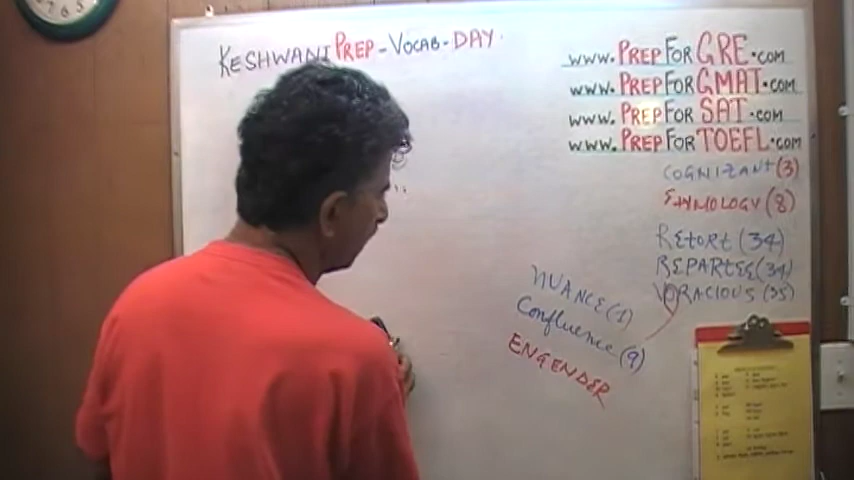 KESHWANI PREP-VOCAB-DAY
www.PREPFORGRE.com
www.PREPFORGMAT.com
www.PREPFORSAT.com
www.PREPFORTOEFL.com
COGNIZANT(3)
ETYMOLOGY(8)
RETORT(34)
REPARTEE(34)
VORACIOUS(35)
NUANCE(1)
Confluence(9)
ENGENDER